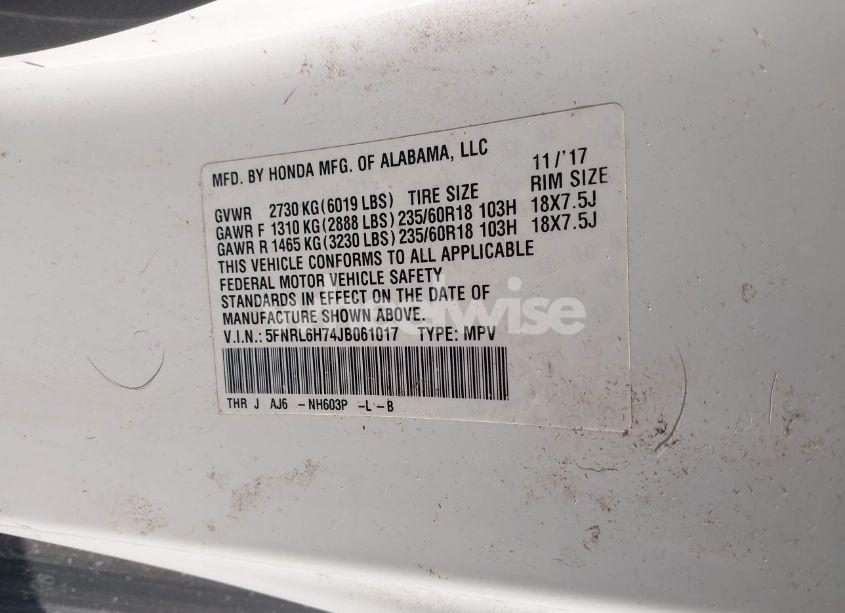 MFD. BY HONDA MFG. OF ALABAMA, LLC 11/'17
GVWR 2730 KG(6019 LBS) TIRE SIZE RIM SIZE
GAWR F 1310 KG(2888 LBS) 235/60R18 103H 18X7.5J
GAWR R 1465 KG(3230 LBS) 235/60R18 103H 18X7.5J
THIS VEHICLE CONFORMS TO ALL APPLICABLE
FEDERAL MOTOR VEHICLE SAFETY
STANDARDS IN EFFECT ON THE DATE OF
MANUFACTURE SHOWN ABOVE.
V.I.N.: 5FNRL6H74JB061017 TYPE: MPV
THR J AJ6 -NH603P -L -B